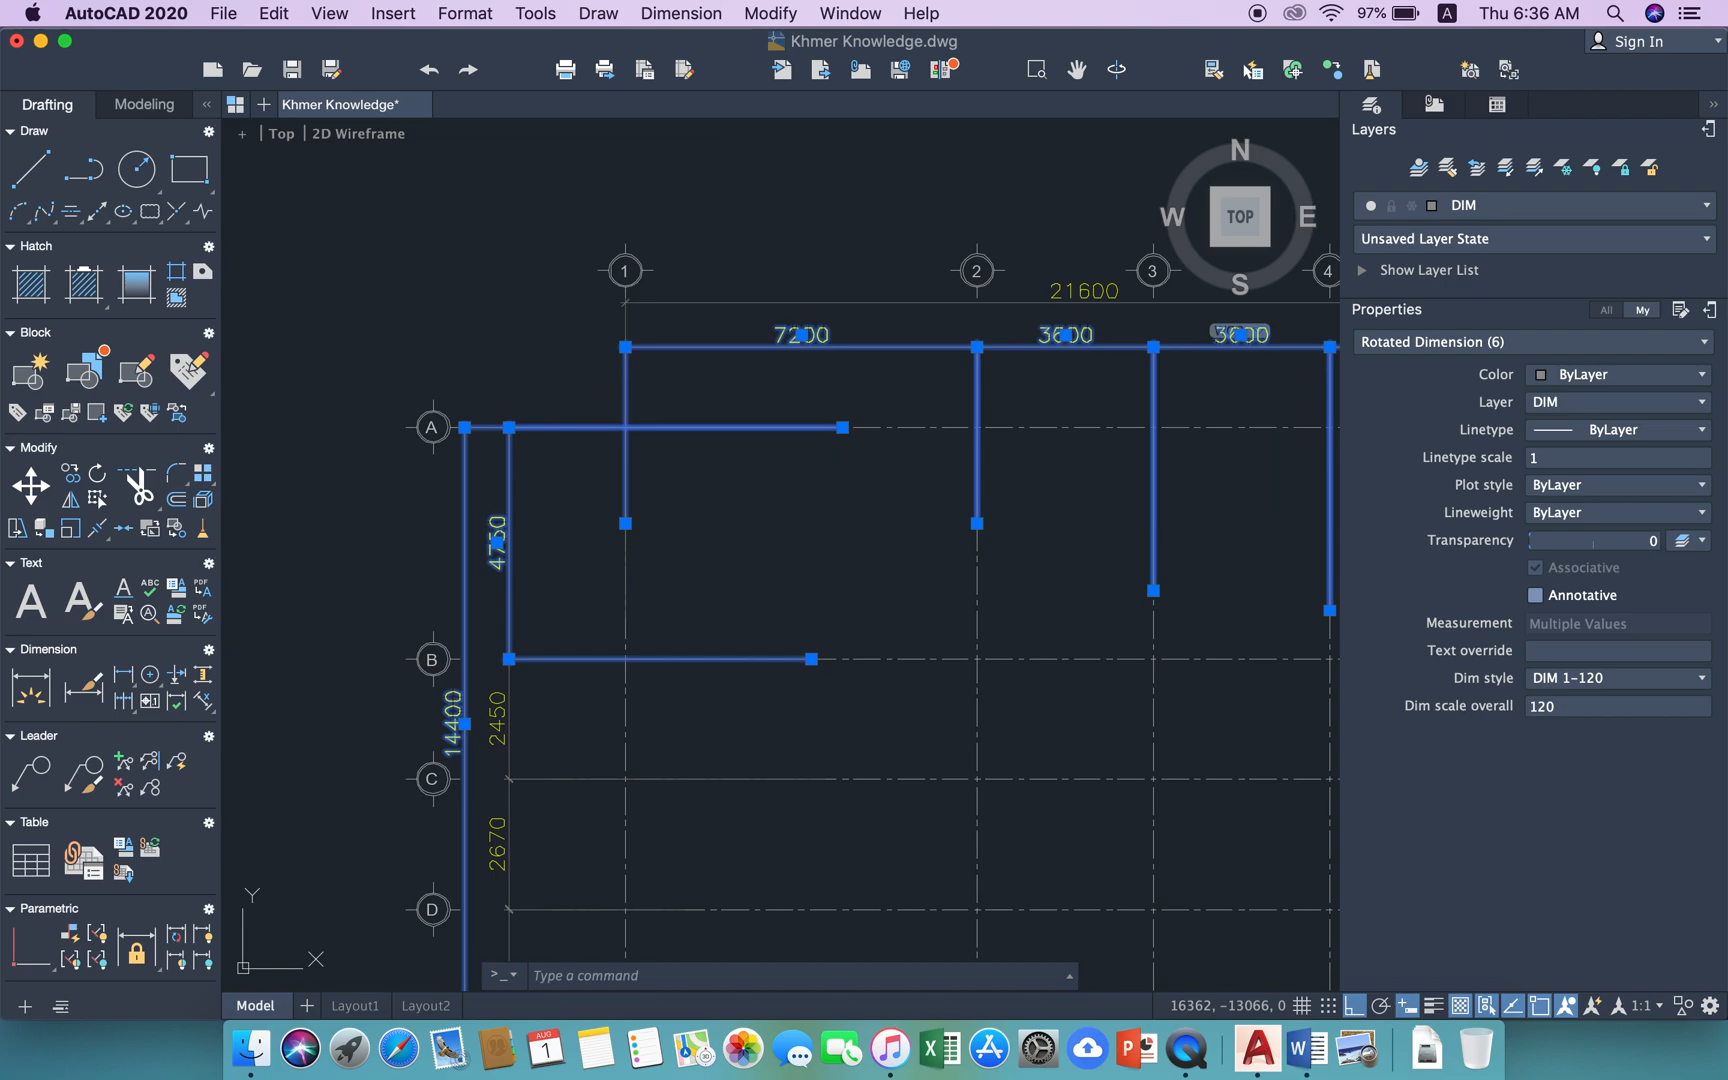 AutoCAD 2020 File Edit View Insert Format Tools Draw Dimension Modify Window Help 97% A Thu 6:36 AM
Khmer Knowledge.dwg Sign In
Drafting Modeling Khmer Knowledge*
Draw
+ | Top | 2D Wireframe
Hatch
Block
Modify
Text
ABC
PDF
A
PDF
Dimension
Leader
Table
Parametric
N
W TOP E
S
1 2 3 4
21600
7200 3600 3600
A
4750
B
14400 2450
C
2670
D
Y
X
>_ Type a command
Model Layout1 Layout2 16362, -13066, 0 1:1
Layers
DIM
Unsaved Layer State
Show Layer List
Properties All My
Rotated Dimension (6)
Color ByLayer
Layer DIM
Linetype ByLayer
Linetype scale 1
Plot style ByLayer
Lineweight ByLayer
Transparency 0
Associative
Annotative
Measurement Multiple Values
Text override
Dim style DIM 1-120
Dim scale overall 120
AUG
1